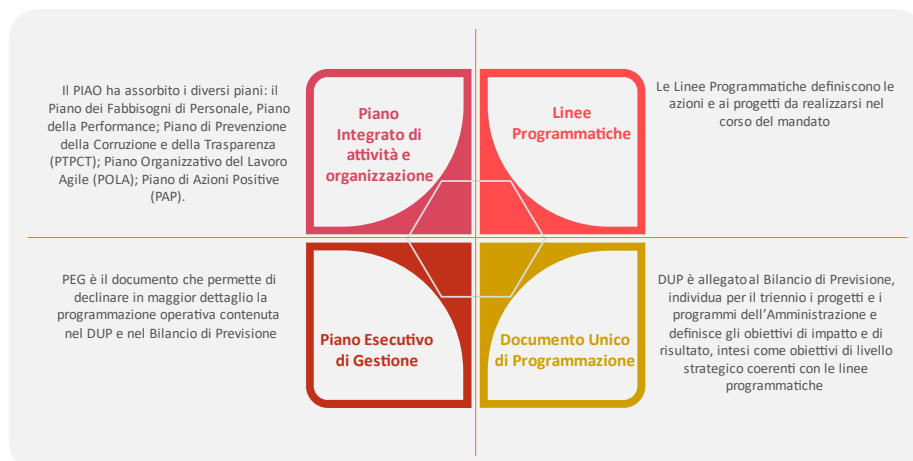 Il PIAO ha assorbito i diversi piani: il
Piano dei Fabbisogni di Personale, Piano
della Performance; Piano di Prevenzione
della Corruzione e della Trasparenza
(PTPCT); Piano Organizzativo del Lavoro
Agile (POLA); Piano di Azioni Positive
(PAP).
Piano
Integrato di
attività e
organizzazione
Linee
Programmatiche
Le Linee Programmatiche definiscono le
azioni e ai progetti da realizzarsi nel
corso del mandato
PEG è il documento che permette di
declinare in maggior dettaglio la
programmazione operativa contenuta
nel DUP e nel Bilancio di Previsione
Piano Esecutivo
di Gestione
Documento Unico
di Programmazione
DUP è allegato al Bilancio di Previsione,
individua per il triennio i progetti e i
programmi dell'Amministrazione e
definisce gli obiettivi di impatto e di
risultato, intesi come obiettivi di livello
strategico coerenti con le linee
programmatiche